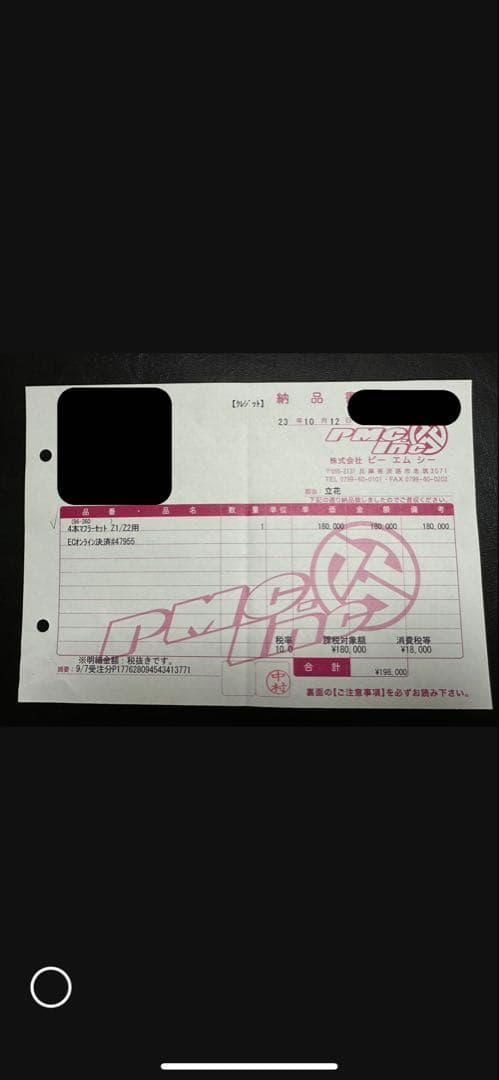 【ｸﾚｼﾞｯﾄ】 納 品 書
23 年 10 月 12 日
PMC. Inc
株式会社 ピー エム シー
〒656-2131 兵庫県淡路市志筑3071
TEL 0799-60-0101・FAX 0799-60-0202
担当: 立花
下記の通り納品致しましたのでご査収ください。
品 番 ・ 品 名 数 量 単位 単 価 金 額 備 考
4本ﾏﾌﾗｰｾｯﾄ Z1/Z2用 1 180,000 180,000 180,000
ECｵﾝﾗｲﾝ決済#47955
PMC. Inc
税率 課税対象額 消費税等
10.0 ¥180,000 ¥18,000
※明細金額：税抜きです。
合 計 ¥198,000
摘要: 9/7受注分P177628094543413771
中村
裏面の【ご注意事項】を必ずお読み下さい。